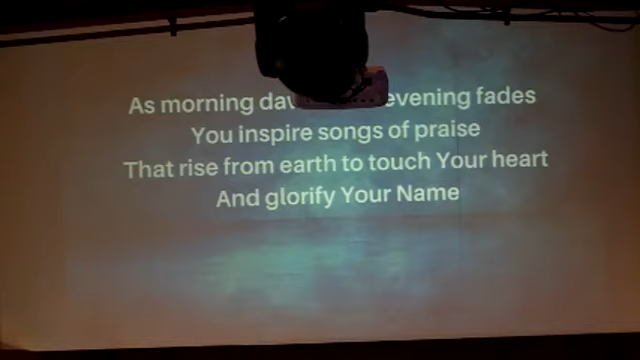 As morning evening fades
You inspire songs of praise
That rise from earth to touch Your heart
And glorify Your Name